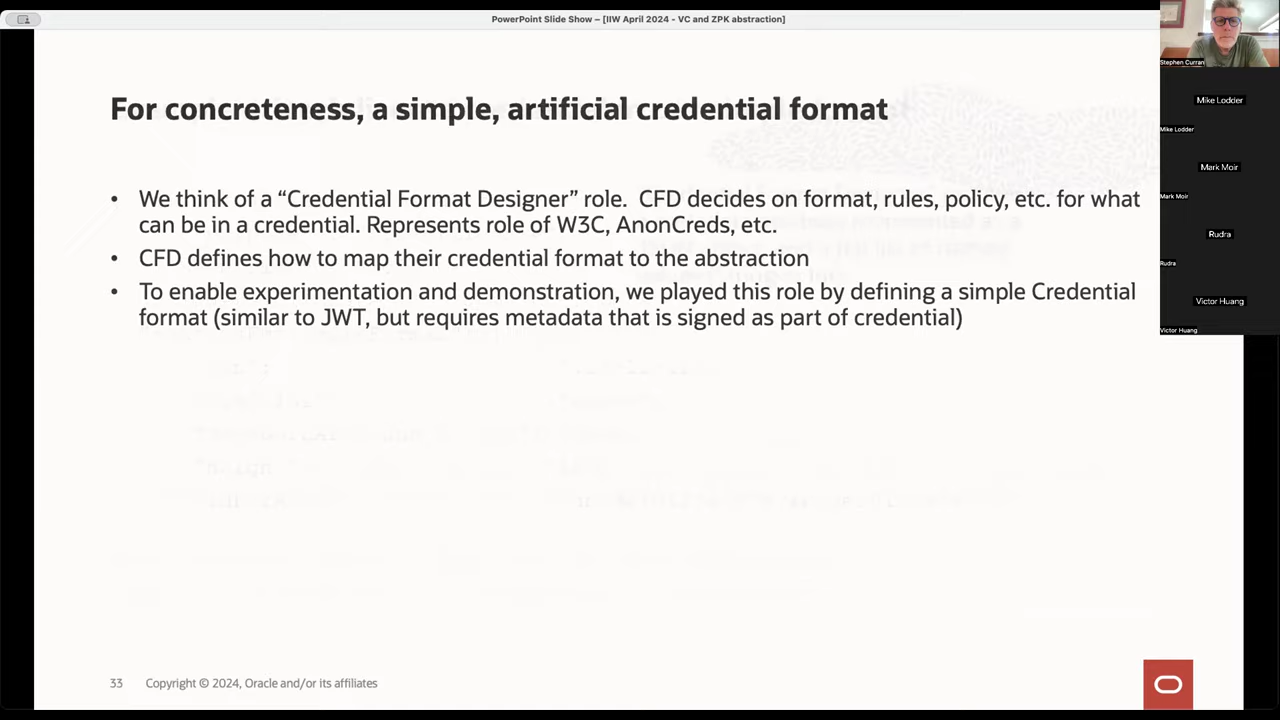 PowerPoint Slide Show – [IIW April 2024 - VC and ZPK abstraction]
For concreteness, a simple, artificial credential format
• We think of a “Credential Format Designer” role.  CFD decides on format, rules, policy, etc. for what
can be in a credential. Represents role of W3C, AnonCreds, etc.
• CFD defines how to map their credential format to the abstraction
• To enable experimentation and demonstration, we played this role by defining a simple Credential
format (similar to JWT, but requires metadata that is signed as part of credential)
33 Copyright © 2024, Oracle and/or its affiliates
Stephen Curran
Mike Lodder
Mike Lodder
Mark Moir
Mark Moir
Rudra
Rudra
Victor Huang
Victor Huang